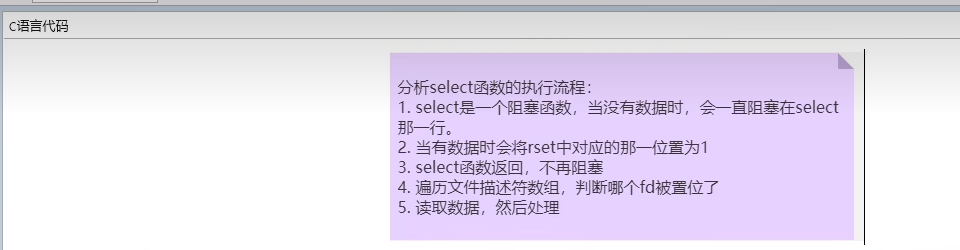 C语言代码
分析select函数的执行流程：
1. select是一个阻塞函数，当没有数据时，会一直阻塞在select
那一行。
2. 当有数据时会将rset中对应的那一位置为1
3. select函数返回，不再阻塞
4. 遍历文件描述符数组，判断哪个fd被置位了
5. 读取数据，然后处理